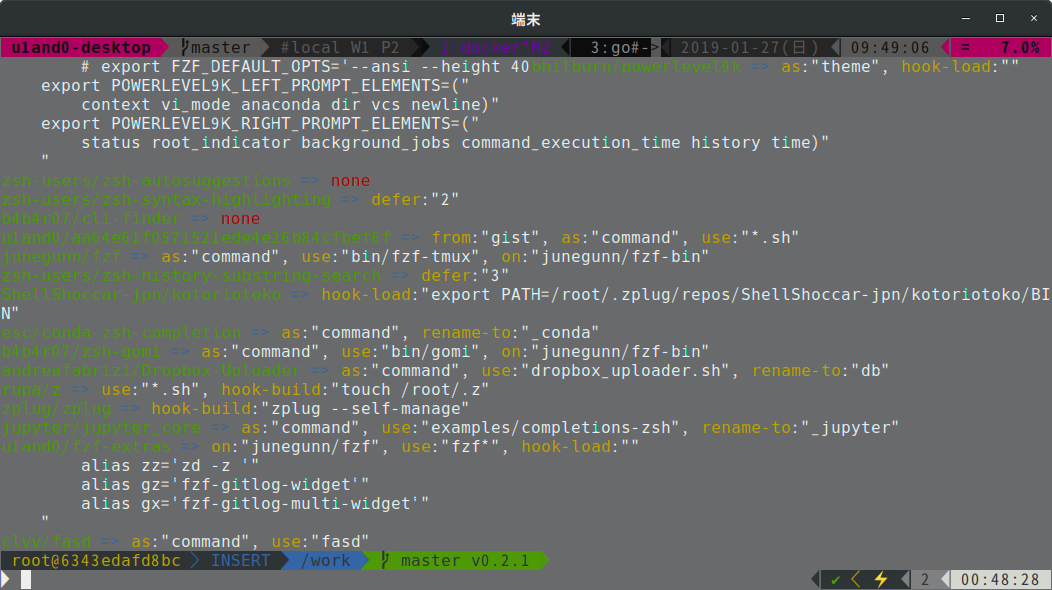 端末
u1and0-desktop master #local W1 P2 1:docker*M2 3:go#-> 2019-01-27(日) 09:49:06 = 7.0%
# export FZF_DEFAULT_OPTS='--ansi --height 40bhilburn/powerlevel9k => as:"theme", hook-load:""
export POWERLEVEL9K_LEFT_PROMPT_ELEMENTS=("
context vi_mode anaconda dir vcs newline)"
export POWERLEVEL9K_RIGHT_PROMPT_ELEMENTS=("
status root_indicator background_jobs command_execution_time history time)"
"
zsh-users/zsh-autosuggestions => none
zsh-users/zsh-syntax-highlighting => defer:"2"
b4b4r07/cli-finder => none
u1and0/aa64e61f0571521ede4e26b84cfbef6f => from:"gist", as:"command", use:"*.sh"
junegunn/fzf => as:"command", use:"bin/fzf-tmux", on:"junegunn/fzf-bin"
zsh-users/zsh-history-substring-search => defer:"3"
ShellShoccar-jpn/kotoriotoko => hook-load:"export PATH=/root/.zplug/repos/ShellShoccar-jpn/kotoriotoko/BI
N"
esc/conda-zsh-completion => as:"command", rename-to:"_conda"
b4b4r07/zsh-gomi => as:"command", use:"bin/gomi", on:"junegunn/fzf-bin"
andreafabrizi/Dropbox-Uploader => as:"command", use:"dropbox_uploader.sh", rename-to:"db"
rupa/z => use:"*.sh", hook-build:"touch /root/.z"
zplug/zplug => hook-build:"zplug --self-manage"
jupyter/jupyter_core => as:"command", use:"examples/completions-zsh", rename-to:"_jupyter"
u1and0/fzf-extras => on:"junegunn/fzf", use:"fzf*", hook-load:""
alias zz='zd -z '"
alias gz='fzf-gitlog-widget'"
alias gx='fzf-gitlog-multi-widget'"
"
clvv/fasd => as:"command", use:"fasd"
root@6343edafd8bc INSERT /work master v0.2.1
✔ ⚡ 2 00:48:28